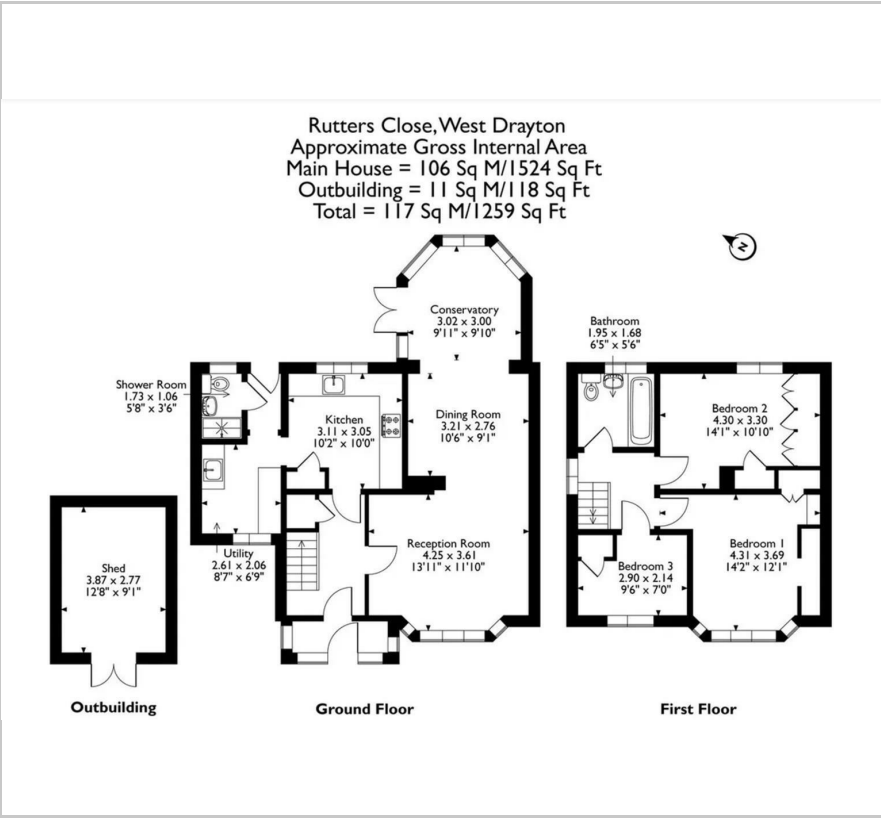 Rutters Close, West Drayton
Approximate Gross Internal Area
Main House = 106 Sq M/1524 Sq Ft
Outbuilding = 11 Sq M/118 Sq Ft
Total = 117 Sq M/1259 Sq Ft
N
Conservatory
3.02 x 3.00
9'11" x 9'10"
Bathroom
1.95 x 1.68
6'5" x 5'6"
Shower Room
1.73 x 1.06
5'8" x 3'6"
Kitchen
3.11 x 3.05
10'2" x 10'0"
Dining Room
3.21 x 2.76
10'6" x 9'1"
Bedroom 2
4.30 x 3.30
14'1" x 10'10"
Shed
3.87 x 2.77
12'8" x 9'1"
Utility
2.61 x 2.06
8'7" x 6'9"
Reception Room
4.25 x 3.61
13'11" x 11'10"
Bedroom 3
2.90 x 2.14
9'6" x 7'0"
Bedroom 1
4.31 x 3.69
14'2" x 12'1"
Outbuilding
Ground Floor
First Floor